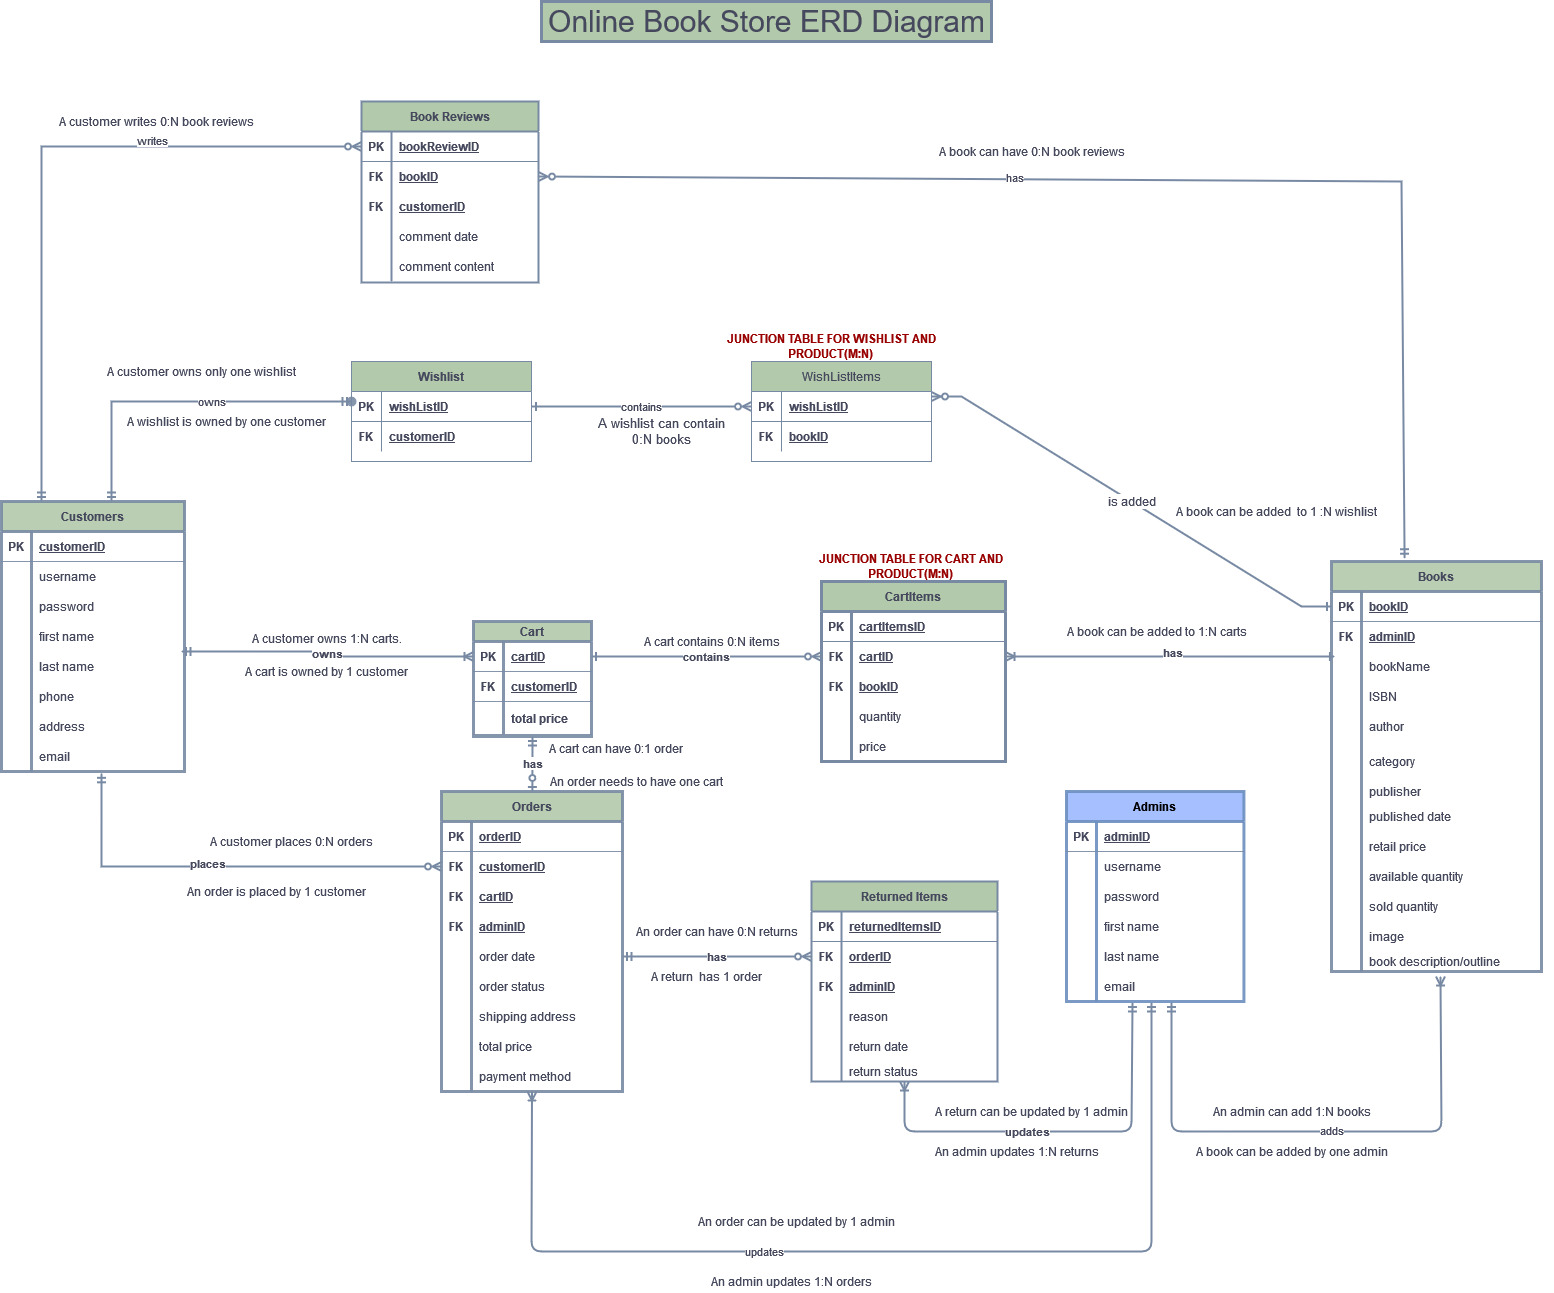 Online Book Store ERD Diagram
A customer writes 0:N book reviews
writes
Book Reviews
PK bookReviewID
FK bookID
FK customerID
comment date
comment content
A book can have 0:N book reviews
has
A customer owns only one wishlist
owns
A wishlist is owned by one customer
Wishlist
PK wishListID
FK customerID
contains
A wishlist can contain
0:N books
JUNCTION TABLE FOR WISHLIST AND
PRODUCT(M:N)
WishListItems
PK wishListID
FK bookID
is added
A book can be added to 1 :N wishlist
Customers
PK customerID
username
password
first name
last name
phone
address
email
A customer owns 1:N carts.
owns
A cart is owned by 1 customer
Cart
PK cartID
FK customerID
total price
A cart contains 0:N items
contains
JUNCTION TABLE FOR CART AND
PRODUCT(M:N)
CartItems
PK cartItemsID
FK cartID
FK bookID
quantity
price
A book can be added to 1:N carts
has
Books
PK bookID
FK adminID
bookName
ISBN
author
category
publisher
published date
retail price
available quantity
sold quantity
image
book description/outline
A cart can have 0:1 order
has
An order needs to have one cart
A customer places 0:N orders
places
An order is placed by 1 customer
Orders
PK orderID
FK customerID
FK cartID
FK adminID
order date
order status
shipping address
total price
payment method
An order can have 0:N returns
has
A return has 1 order
Returned Items
PK returnedItemsID
FK orderID
FK adminID
reason
return date
return status
Admins
PK adminID
username
password
first name
last name
email
A return can be updated by 1 admin
updates
An admin updates 1:N returns
An admin can add 1:N books
adds
A book can be added by one admin
An order can be updated by 1 admin
updates
An admin updates 1:N orders